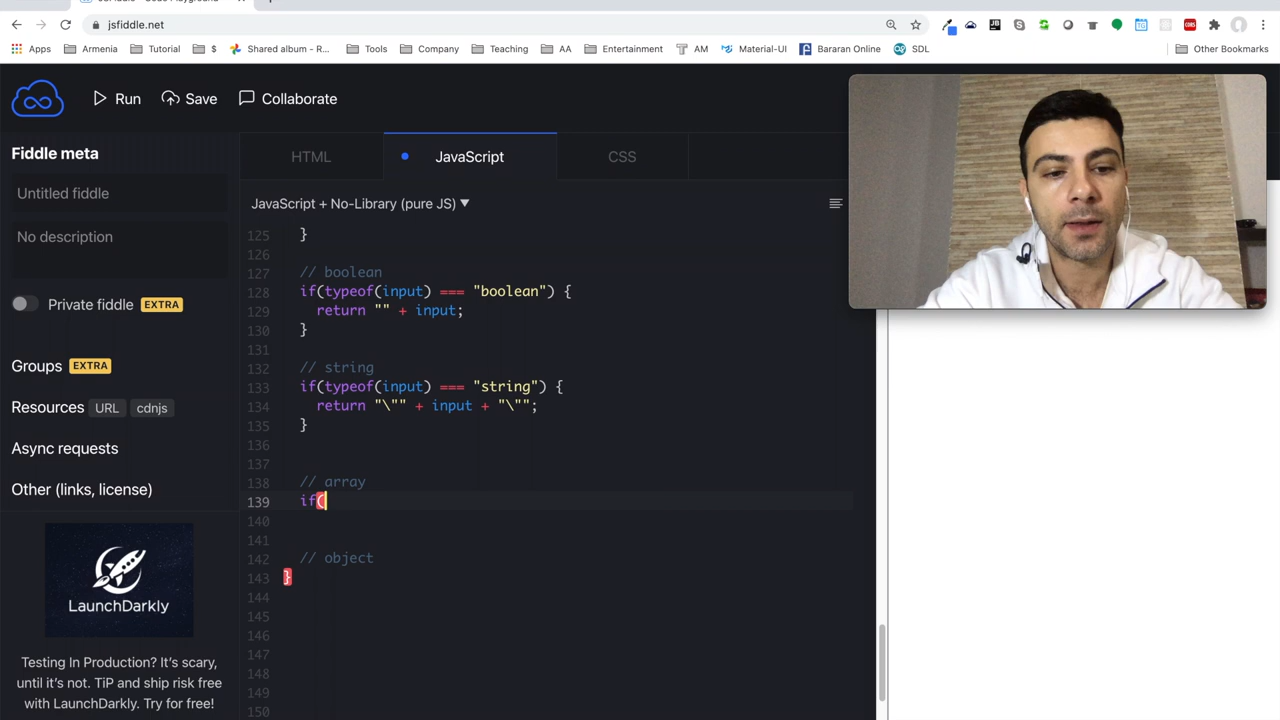 jsfiddle.net
Apps
Armenia
Tutorial
$
Shared album - R...
Tools
Company
Teaching
AA
Entertainment
AM
Material-UI
Bararan Online
SDL
Other Bookmarks
Run
Save
Collaborate
Fiddle meta
Untitled fiddle
No description
Private fiddle EXTRA
Groups EXTRA
Resources URL cdnjs
Async requests
Other (links, license)
LaunchDarkly
Testing In Production? It's scary,
until it's not. TiP and ship risk free
with LaunchDarkly. Try for free!
HTML
JavaScript
CSS
JavaScript + No-Library (pure JS) ▼
125 }
126
127 // boolean
128 if(typeof(input) === "boolean") {
129 return "" + input;
130 }
131
132 // string
133 if(typeof(input) === "string") {
134 return "\"" + input + "\"";
135 }
136
137
138 // array
139 if(
140
141
142 // object
143 }
144
145
146
147
148
149
150